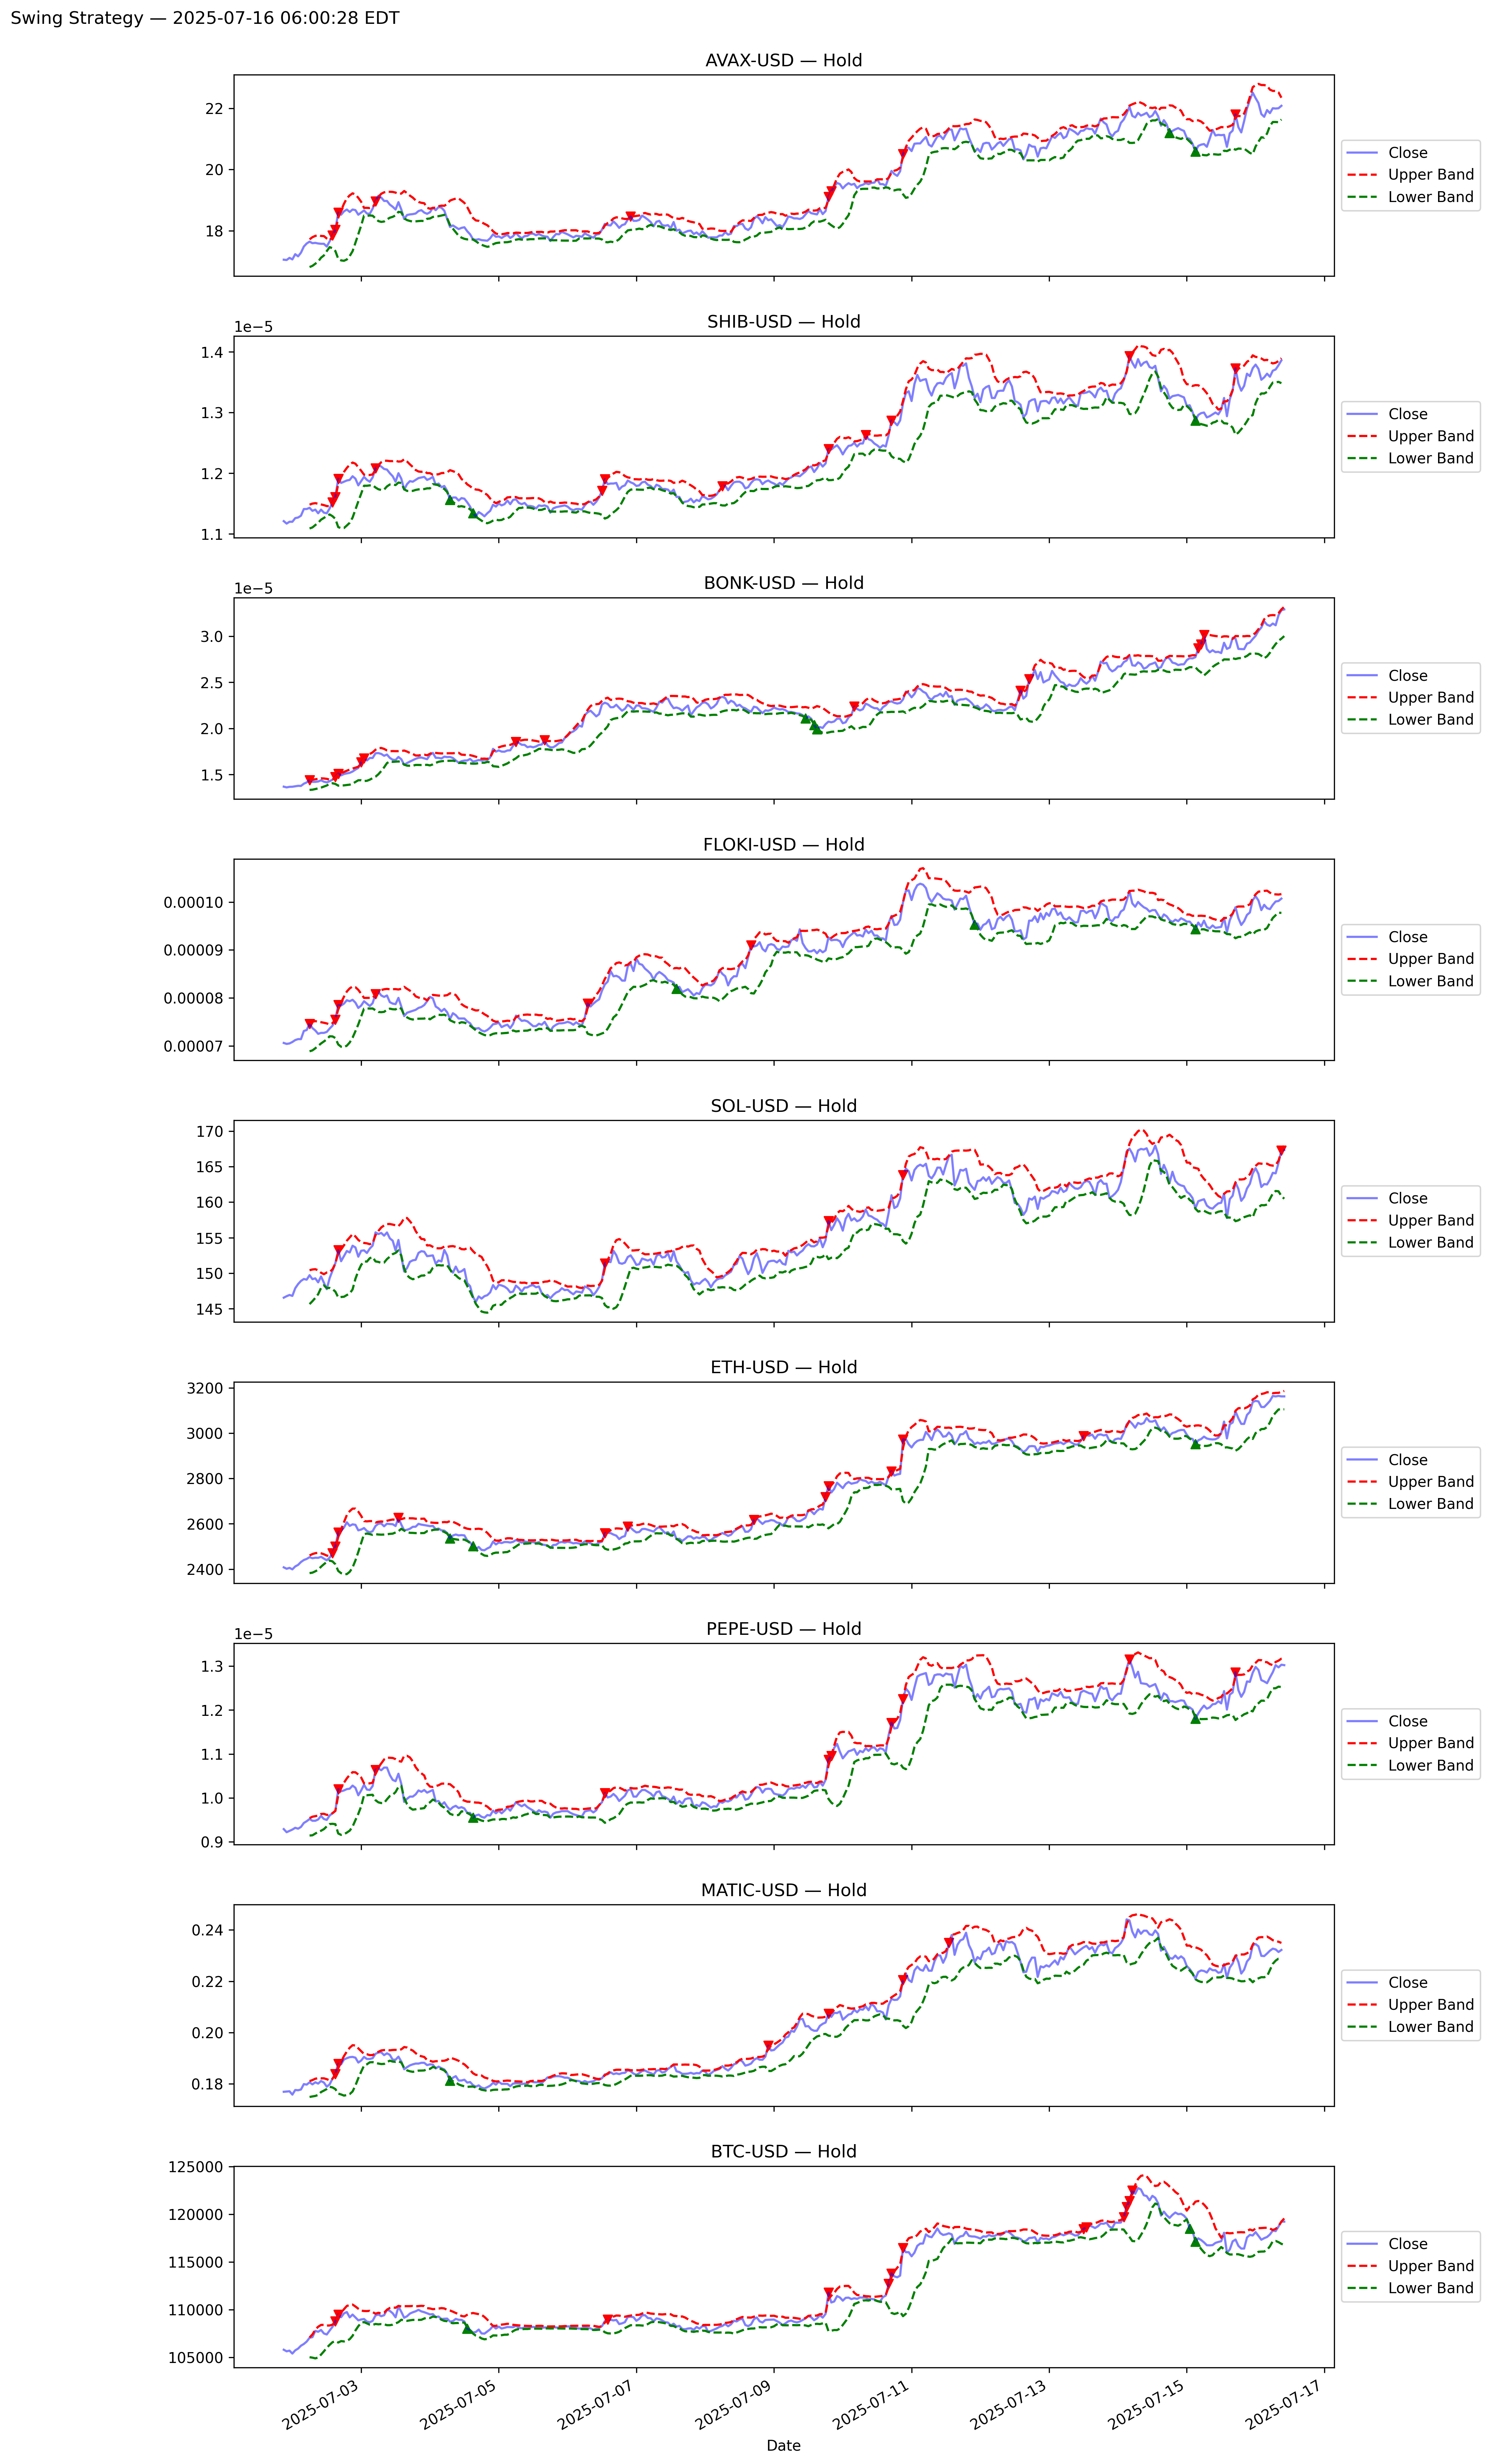 Swing Strategy — 2025-07-16 06:00:28 EDT
AVAX-USD — Hold
22
20
18
Close
Upper Band
Lower Band
SHIB-USD — Hold
1e−5
1.4
1.3
1.2
1.1
Close
Upper Band
Lower Band
BONK-USD — Hold
1e−5
3.0
2.5
2.0
1.5
Close
Upper Band
Lower Band
FLOKI-USD — Hold
0.00010
0.00009
0.00008
0.00007
Close
Upper Band
Lower Band
SOL-USD — Hold
170
165
160
155
150
145
Close
Upper Band
Lower Band
ETH-USD — Hold
3200
3000
2800
2600
2400
Close
Upper Band
Lower Band
PEPE-USD — Hold
1e−5
1.3
1.2
1.1
1.0
0.9
Close
Upper Band
Lower Band
MATIC-USD — Hold
0.24
0.22
0.20
0.18
Close
Upper Band
Lower Band
BTC-USD — Hold
125000
120000
115000
110000
105000
Close
Upper Band
Lower Band
2025-07-03
2025-07-05
2025-07-07
2025-07-09
2025-07-11
2025-07-13
2025-07-15
2025-07-17
Date